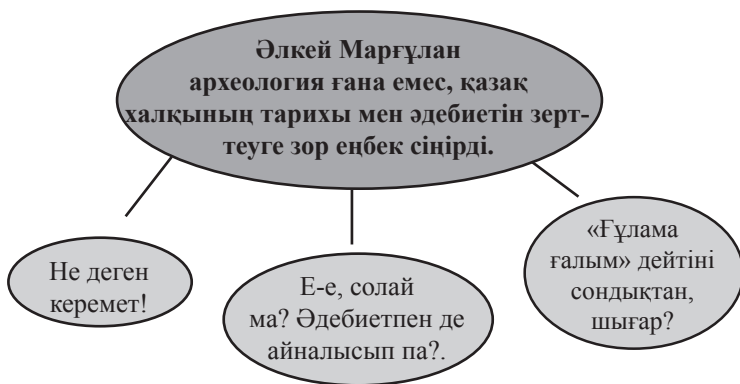 Әлкей Марғұлан
археология ғана емес, қазақ
халқының тарихы мен әдебиетін зерт-
теуге зор еңбек сіңірді.
Не деген
керемет!
Е-е, солай
ма? Әдебиетпен де
айналысып па?.
«Ғұлама
ғалым» дейтіні
сондықтан,
шығар?